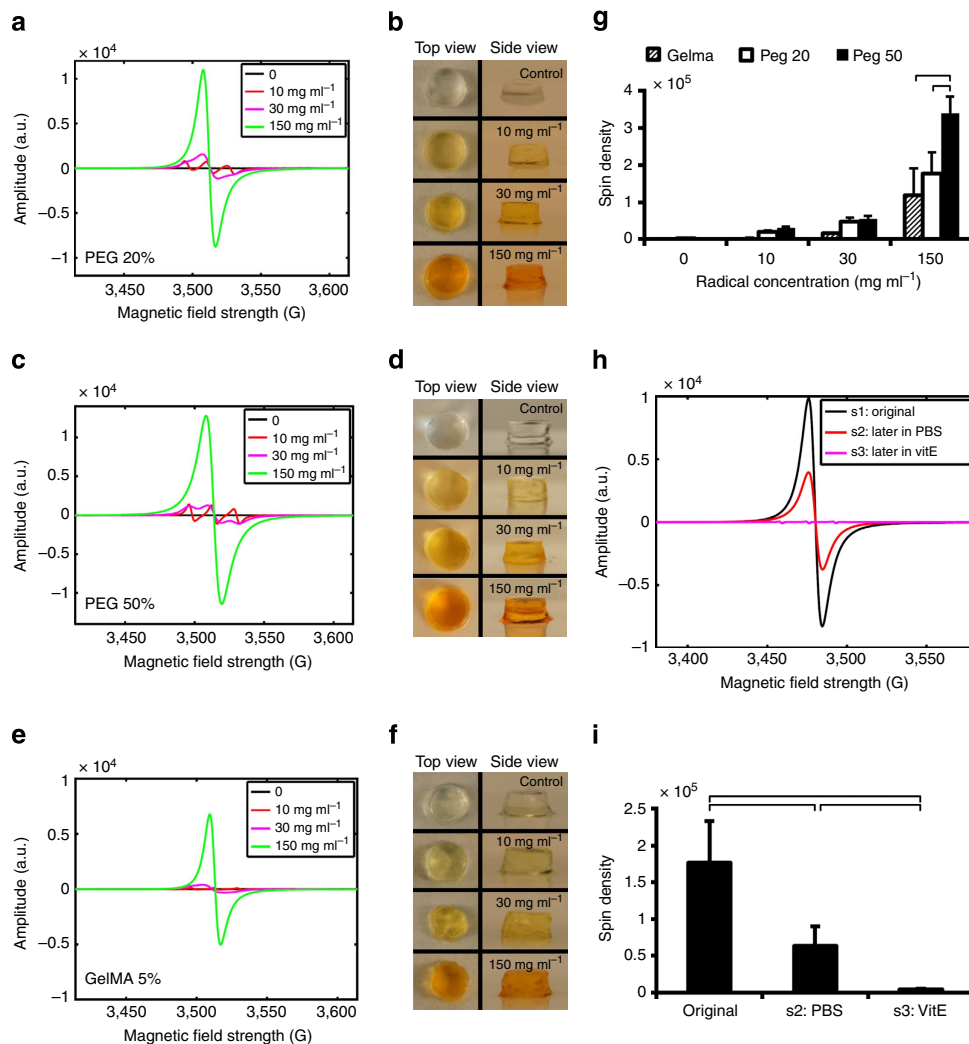 a
× 10⁴
1
0.5
0
−0.5
−1
Amplitude (a.u.)
0
10 mg ml⁻¹
30 mg ml⁻¹
150 mg ml⁻¹
PEG 20%
3,450 3,500 3,550 3,600
Magnetic field strength (G)
b
Top view Side view
Control
10 mg ml⁻¹
30 mg ml⁻¹
150 mg ml⁻¹
g
Gelma Peg 20 Peg 50
× 10⁵
4
3
2
1
0
Spin density
0 10 30 150
Radical concentration (mg ml⁻¹)
c
× 10⁴
1
0.5
0
−0.5
−1
Amplitude (a.u.)
0
10 mg ml⁻¹
30 mg ml⁻¹
150 mg ml⁻¹
PEG 50%
3,450 3,500 3,550 3,600
Magnetic field strength (G)
d
Top view Side view
Control
10 mg ml⁻¹
30 mg ml⁻¹
150 mg ml⁻¹
h
× 10⁴
1
0.5
0
−0.5
−1
Amplitude (a.u.)
s1: original
s2: later in PBS
s3: later in vitE
3,400 3,450 3,500 3,550
Magnetic field strength (G)
e
× 10⁴
1
0.5
0
−0.5
−1
Amplitude (a.u.)
0
10 mg ml⁻¹
30 mg ml⁻¹
150 mg ml⁻¹
GelMA 5%
3,450 3,500 3,550 3,600
Magnetic field strength (G)
f
Top view Side view
Control
10 mg ml⁻¹
30 mg ml⁻¹
150 mg ml⁻¹
i
× 10⁵
2.5
2
1.5
1
0.5
0
Spin density
Original s2: PBS s3: VitE